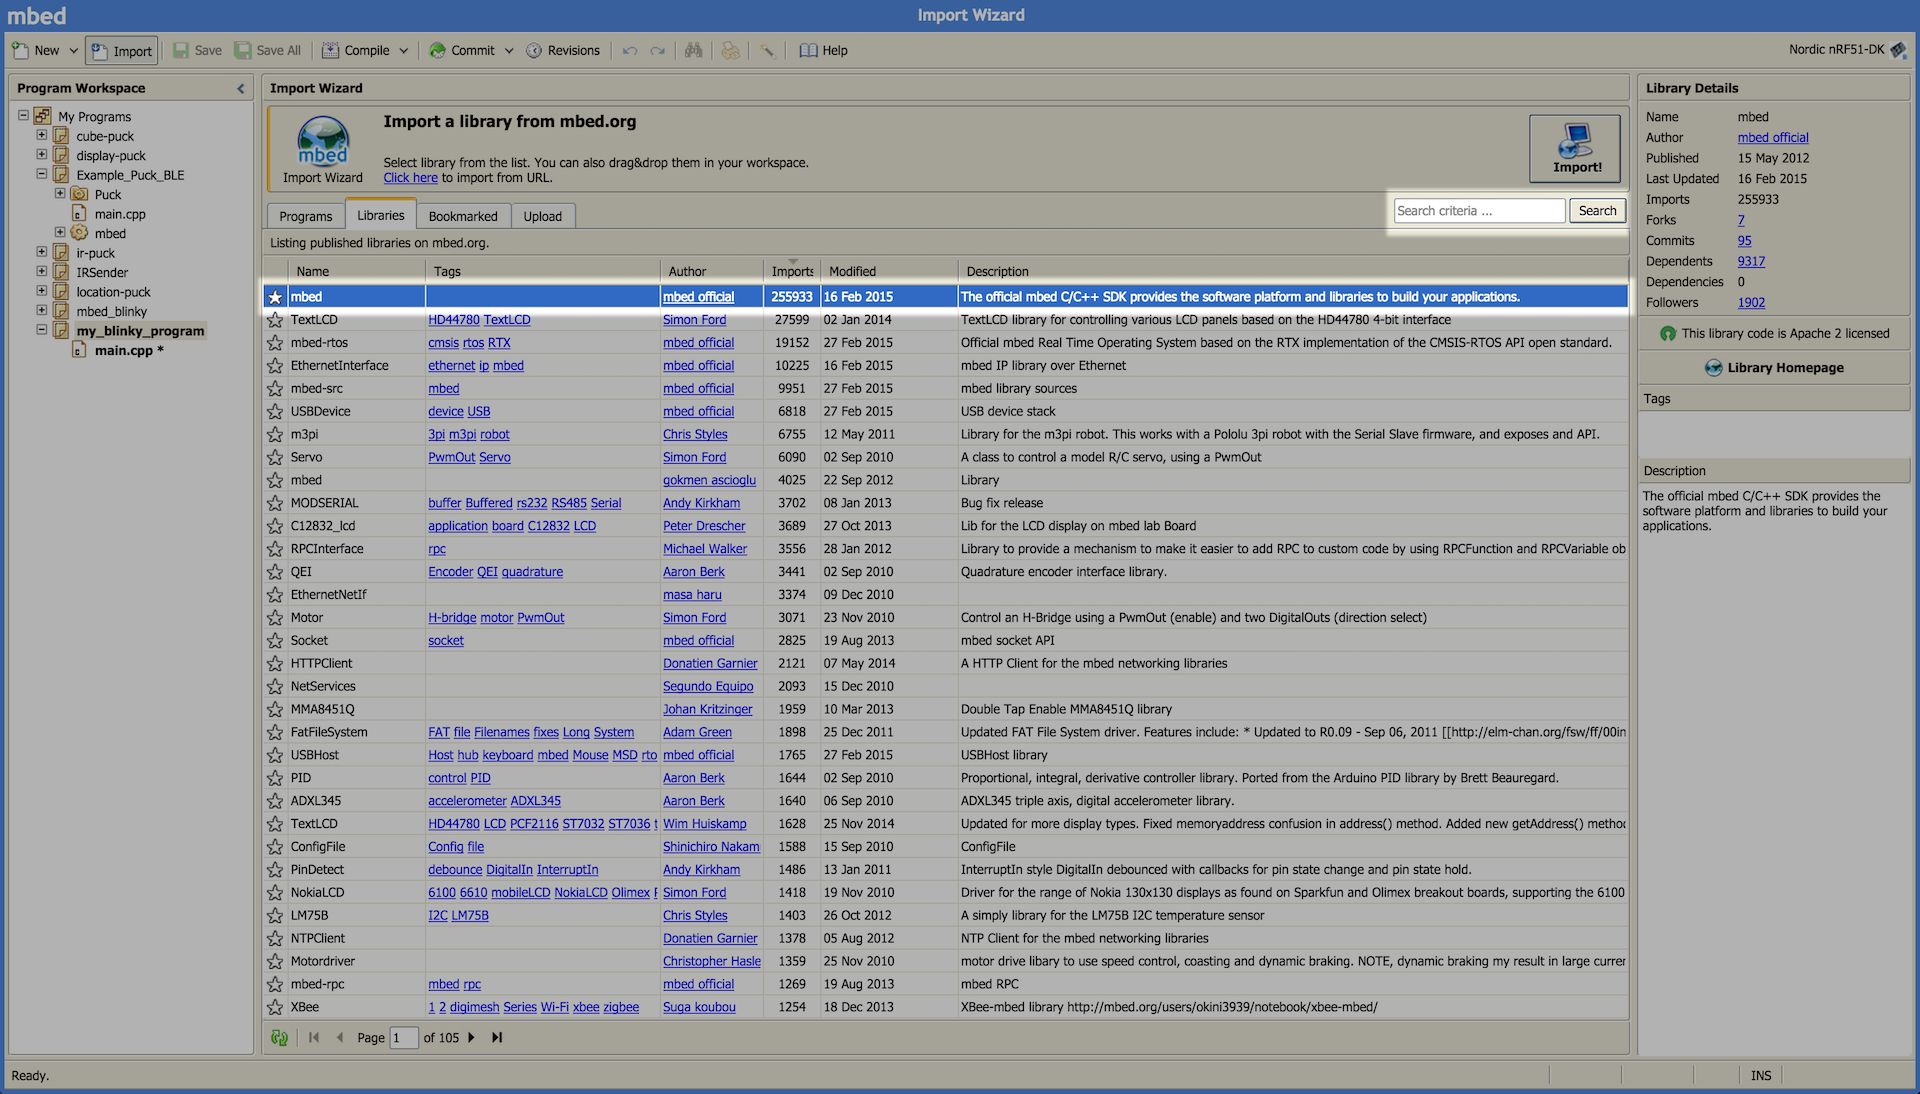 mbed
Import Wizard
New Import Save Save All Compile Commit Revisions Help Nordic nRF51-DK
Program Workspace
My Programs
cube-puck
display-puck
Example_Puck_BLE
Puck
main.cpp
mbed
ir-puck
IRSender
location-puck
mbed_blinky
my_blinky_program
main.cpp *
Import Wizard
mbed
Import Wizard
Import a library from mbed.org
Select library from the list. You can also drag&drop them in your workspace.
Click here to import from URL.
Import!
Programs Libraries Bookmarked Upload
Search criteria ... Search
Listing published libraries on mbed.org.
Name Tags Author Imports Modified Description
mbed mbed official 255933 16 Feb 2015 The official mbed C/C++ SDK provides the software platform and libraries to build your applications.
TextLCD HD44780 TextLCD Simon Ford 27599 02 Jan 2014 TextLCD library for controlling various LCD panels based on the HD44780 4-bit interface
mbed-rtos cmsis rtos RTX mbed official 19152 27 Feb 2015 Official mbed Real Time Operating System based on the RTX implementation of the CMSIS-RTOS API open standard.
EthernetInterface ethernet ip mbed mbed official 10225 16 Feb 2015 mbed IP library over Ethernet
mbed-src mbed mbed official 9951 27 Feb 2015 mbed library sources
USBDevice device USB mbed official 6818 27 Feb 2015 USB device stack
m3pi 3pi m3pi robot Chris Styles 6755 12 May 2011 Library for the m3pi robot. This works with a Pololu 3pi robot with the Serial Slave firmware, and exposes and API.
Servo PwmOut Servo Simon Ford 6090 02 Sep 2010 A class to control a model R/C servo, using a PwmOut
mbed gokmen ascioglu 4025 22 Sep 2012 Library
MODSERIAL buffer Buffered rs232 RS485 Serial Andy Kirkham 3702 08 Jan 2013 Bug fix release
C12832_lcd application board C12832 LCD Peter Drescher 3689 27 Oct 2013 Lib for the LCD display on mbed lab Board
RPCInterface rpc Michael Walker 3556 28 Jan 2012 Library to provide a mechanism to make it easier to add RPC to custom code by using RPCFunction and RPCVariable ob
QEI Encoder QEI quadrature Aaron Berk 3441 02 Sep 2010 Quadrature encoder interface library.
EthernetNetIf masa haru 3374 09 Dec 2010
Motor H-bridge motor PwmOut Simon Ford 3071 23 Nov 2010 Control an H-Bridge using a PwmOut (enable) and two DigitalOuts (direction select)
Socket socket mbed official 2825 19 Aug 2013 mbed socket API
HTTPClient Donatien Garnier 2121 07 May 2014 A HTTP Client for the mbed networking libraries
NetServices Segundo Equipo 2093 15 Dec 2010
MMA8451Q Johan Kritzinger 1959 10 Mar 2013 Double Tap Enable MMA8451Q library
FatFileSystem FAT file Filenames fixes Long System Adam Green 1898 25 Dec 2011 Updated FAT File System driver. Features include: * Updated to R0.09 - Sep 06, 2011 [[http://elm-chan.org/fsw/ff/00in
USBHost Host hub keyboard mbed Mouse MSD rto mbed official 1765 27 Feb 2015 USBHost library
PID control PID Aaron Berk 1644 02 Sep 2010 Proportional, integral, derivative controller library. Ported from the Arduino PID library by Brett Beauregard.
ADXL345 accelerometer ADXL345 Aaron Berk 1640 06 Sep 2010 ADXL345 triple axis, digital accelerometer library.
TextLCD HD44780 LCD PCF2116 ST7032 ST7036 t Wim Huiskamp 1628 25 Nov 2014 Updated for more display types. Fixed memoryaddress confusion in address() method. Added new getAddress() method
ConfigFile Config file Shinichiro Nakam 1588 15 Sep 2010 ConfigFile
PinDetect debounce DigitalIn InterruptIn Andy Kirkham 1486 13 Jan 2011 InterruptIn style DigitalIn debounced with callbacks for pin state change and pin state hold.
NokiaLCD 6100 6610 mobileLCD NokiaLCD Olimex Simon Ford 1418 19 Nov 2010 Driver for the range of Nokia 130x130 displays as found on Sparkfun and Olimex breakout boards, supporting the 6100
LM75B I2C LM75B Chris Styles 1403 26 Oct 2012 A simply library for the LM75B I2C temperature sensor
NTPClient Donatien Garnier 1378 05 Aug 2012 NTP Client for the mbed networking libraries
Motordriver Christopher Hasle 1359 25 Nov 2010 motor drive libary to use speed control, coasting and dynamic braking. NOTE, dynamic braking my result in large curren
mbed-rpc mbed rpc mbed official 1269 19 Aug 2013 mbed RPC
XBee 1 2 digimesh Series Wi-Fi xbee zigbee Suga koubou 1254 18 Dec 2013 XBee-mbed library http://mbed.org/users/okini3939/notebook/xbee-mbed/
Page 1 of 105
Library Details
Name mbed
Author mbed official
Published 15 May 2012
Last Updated 16 Feb 2015
Imports 255933
Forks 7
Commits 95
Dependents 9317
Dependencies 0
Followers 1902
This library code is Apache 2 licensed
Library Homepage
Tags
Description
The official mbed C/C++ SDK provides the
software platform and libraries to build your
applications.
Ready. INS